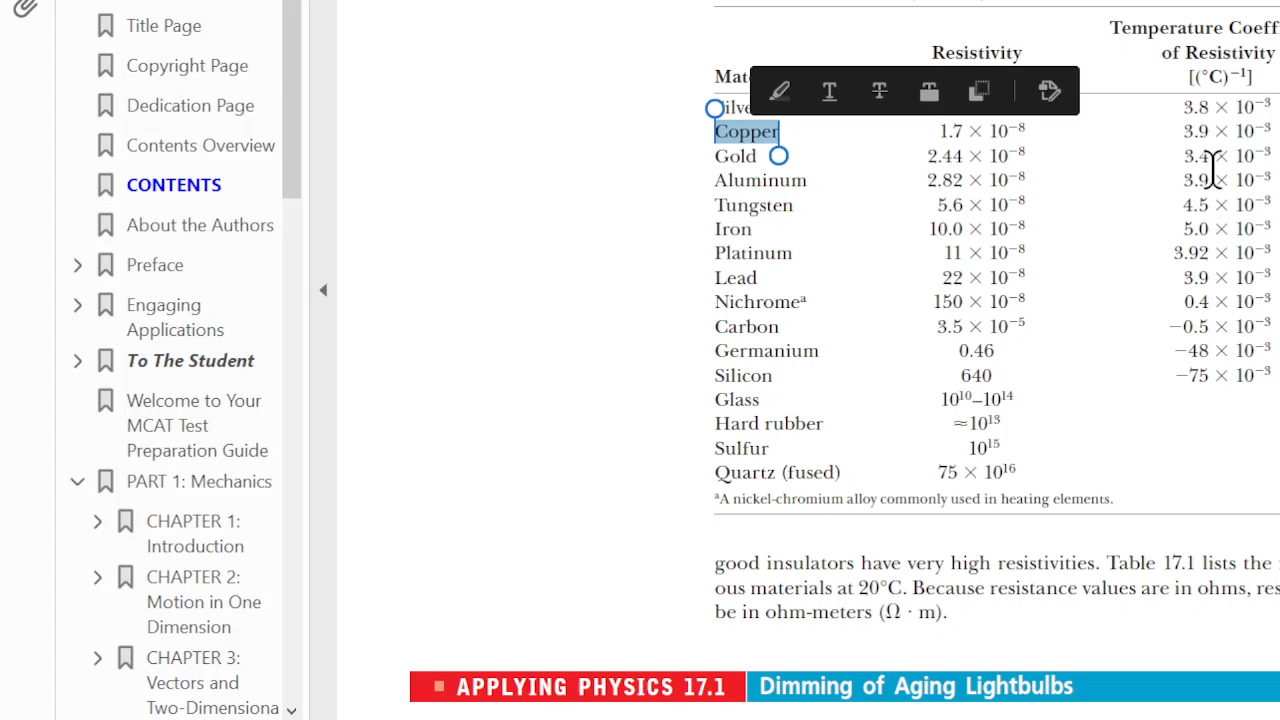 Title Page
Copyright Page
Dedication Page
Contents Overview
CONTENTS
About the Authors
Preface
Engaging
Applications
To The Student
Welcome to Your
MCAT Test
Preparation Guide
PART 1: Mechanics
CHAPTER 1:
Introduction
CHAPTER 2:
Motion in One
Dimension
CHAPTER 3:
Vectors and
Two-Dimensiona
Temperature Coeff
Resistivity of Resistivity
[(°C)⁻¹]
3.8 × 10⁻³
Copper 1.7 × 10⁻⁸ 3.9 × 10⁻³
Gold 2.44 × 10⁻⁸ 3.4 × 10⁻³
Aluminum 2.82 × 10⁻⁸ 3.9 × 10⁻³
Tungsten 5.6 × 10⁻⁸ 4.5 × 10⁻³
Iron 10.0 × 10⁻⁸ 5.0 × 10⁻³
Platinum 11 × 10⁻⁸ 3.92 × 10⁻³
Lead 22 × 10⁻⁸ 3.9 × 10⁻³
Nichromeᵃ 150 × 10⁻⁸ 0.4 × 10⁻³
Carbon 3.5 × 10⁻⁵ −0.5 × 10⁻³
Germanium 0.46 −48 × 10⁻³
Silicon 640 −75 × 10⁻³
Glass 10¹⁰–10¹⁴
Hard rubber ≈10¹³
Sulfur 10¹⁵
Quartz (fused) 75 × 10¹⁶
ᵃA nickel-chromium alloy commonly used in heating elements.
good insulators have very high resistivities. Table 17.1 lists the
ous materials at 20°C. Because resistance values are in ohms, res
be in ohm-meters (Ω · m).
APPLYING PHYSICS 17.1 Dimming of Aging Lightbulbs